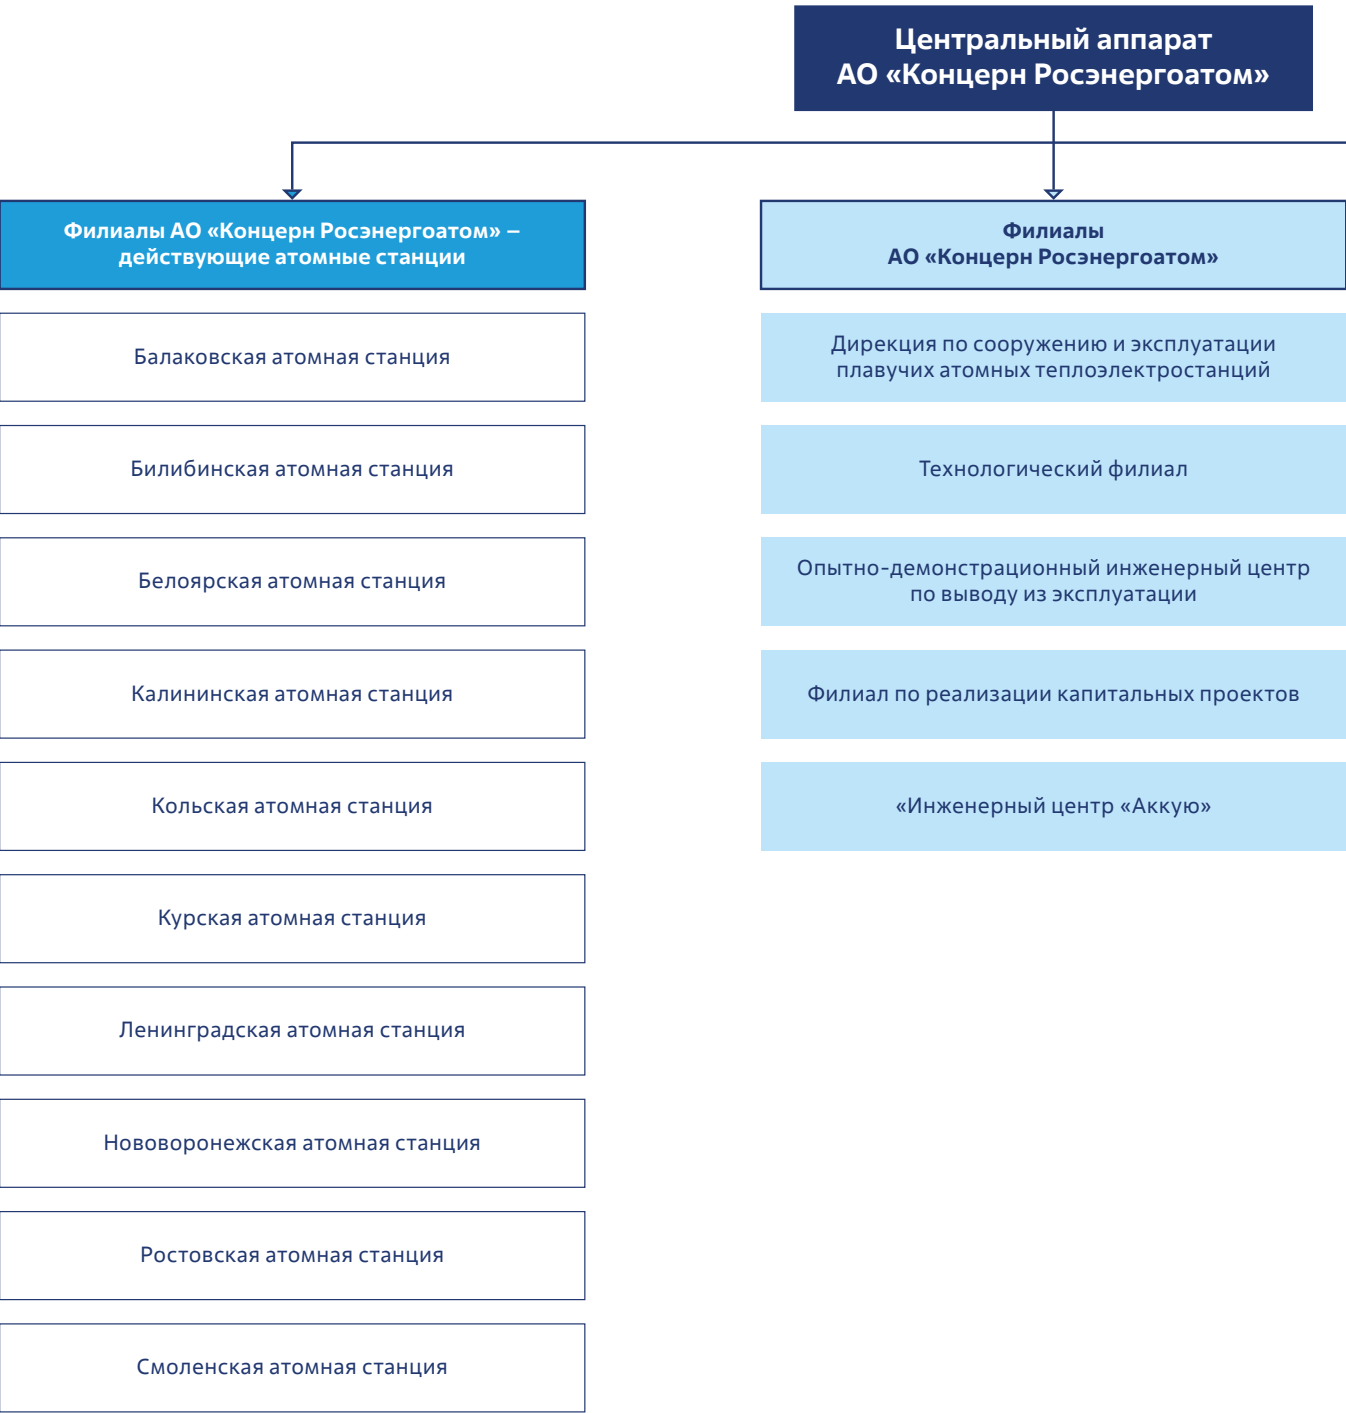 Центральный аппарат
АО «Концерн Росэнергоатом»
Филиалы АО «Концерн Росэнергоатом» –
действующие атомные станции
Балаковская атомная станция
Билибинская атомная станция
Белоярская атомная станция
Калининская атомная станция
Кольская атомная станция
Курская атомная станция
Ленинградская атомная станция
Нововоронежская атомная станция
Ростовская атомная станция
Смоленская атомная станция
Филиалы
АО «Концерн Росэнергоатом»
Дирекция по сооружению и эксплуатации
плавучих атомных теплоэлектростанций
Технологический филиал
Опытно-демонстрационный инженерный центр
по выводу из эксплуатации
Филиал по реализации капитальных проектов
«Инженерный центр «Аккую»